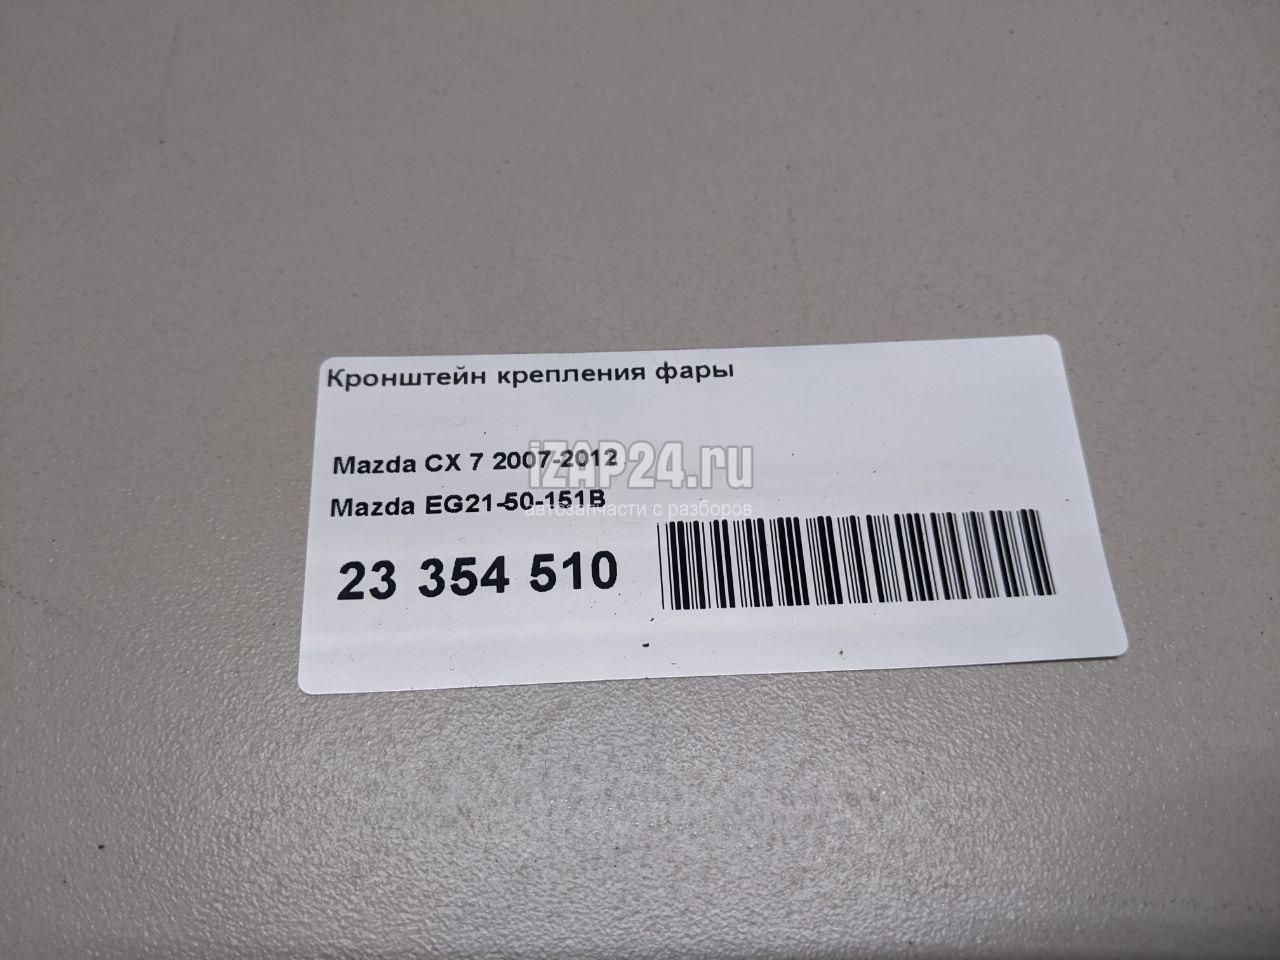 Кронштейн крепления фары
Mazda CX 7 2007-2012
iZAP24.ru
Mazda EG21-50-151B
автозапчасти с разборов
23 354 510